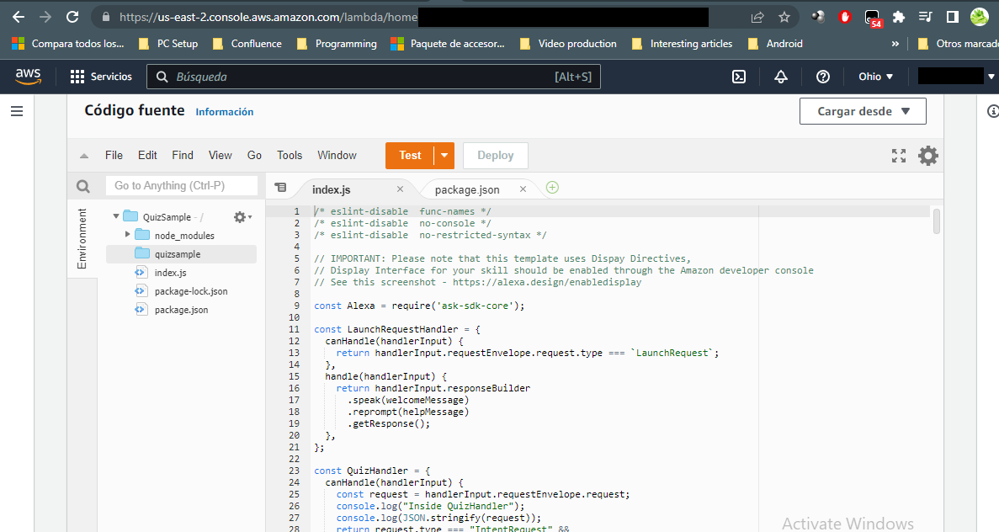 https://us-east-2.console.aws.amazon.com/lambda/home
54
Compara todos los...
PC Setup
Confluence
Programming
Paquete de accesor...
Video production
Interesting articles
Android
»
Otros marcado
aws
Servicios
Búsqueda
[Alt+S]
Ohio
Código fuente
Información
Cargar desde
File Edit Find View Go Tools Window
Test
Deploy
Go to Anything (Ctrl-P)
index.js
package.json
Environment
QuizSample - /
node_modules
quizsample
index.js
package-lock.json
package.json
1 /* eslint-disable  func-names */
2 /* eslint-disable  no-console */
3 /* eslint-disable  no-restricted-syntax */
4
5 // IMPORTANT: Please note that this template uses Dispay Directives,
6 // Display Interface for your skill should be enabled through the Amazon developer console
7 // See this screenshot - https://alexa.design/enabledisplay
8
9 const Alexa = require('ask-sdk-core');
10
11 const LaunchRequestHandler = {
12   canHandle(handlerInput) {
13     return handlerInput.requestEnvelope.request.type === `LaunchRequest`;
14   },
15   handle(handlerInput) {
16     return handlerInput.responseBuilder
17       .speak(welcomeMessage)
18       .reprompt(helpMessage)
19       .getResponse();
20   },
21 };
22
23 const QuizHandler = {
24   canHandle(handlerInput) {
25     const request = handlerInput.requestEnvelope.request;
26     console.log("Inside QuizHandler");
27     console.log(JSON.stringify(request));
28     return request.type === "IntentRequest" &&
Activate Windows